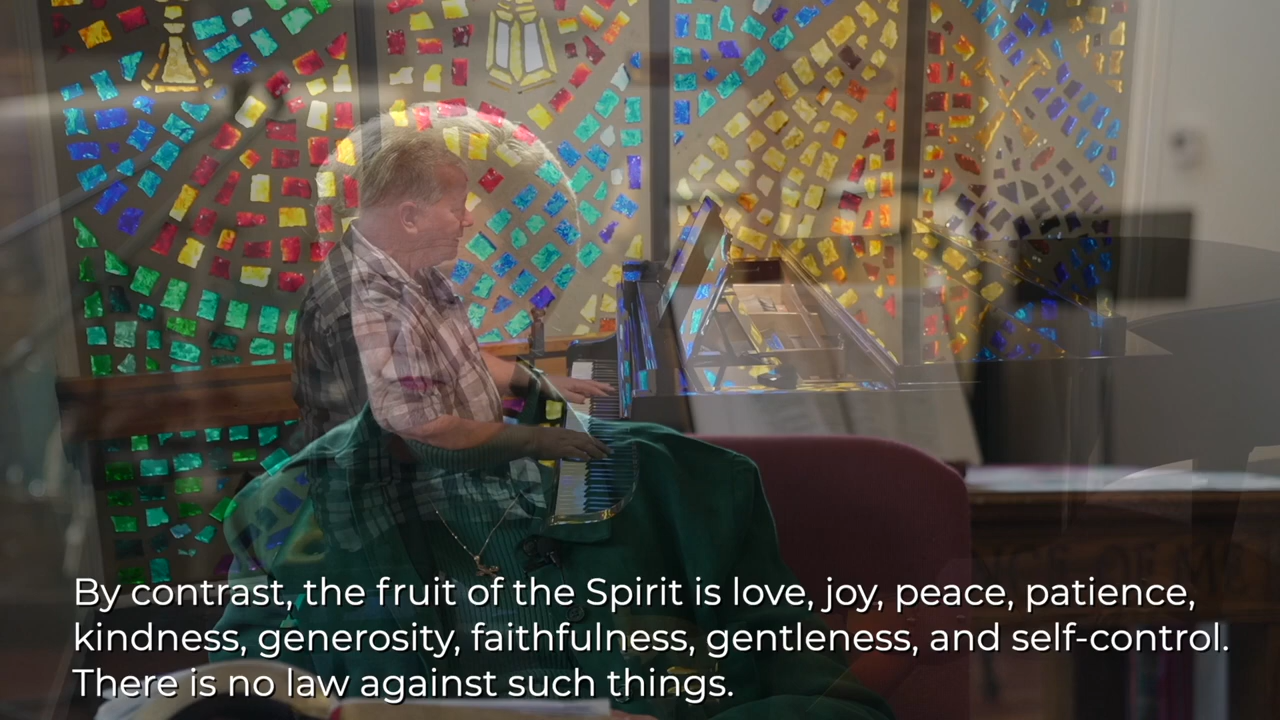 By contrast, the fruit of the Spirit is love, joy, peace, patience,
kindness, generosity, faithfulness, gentleness, and self-control.
There is no law against such things.